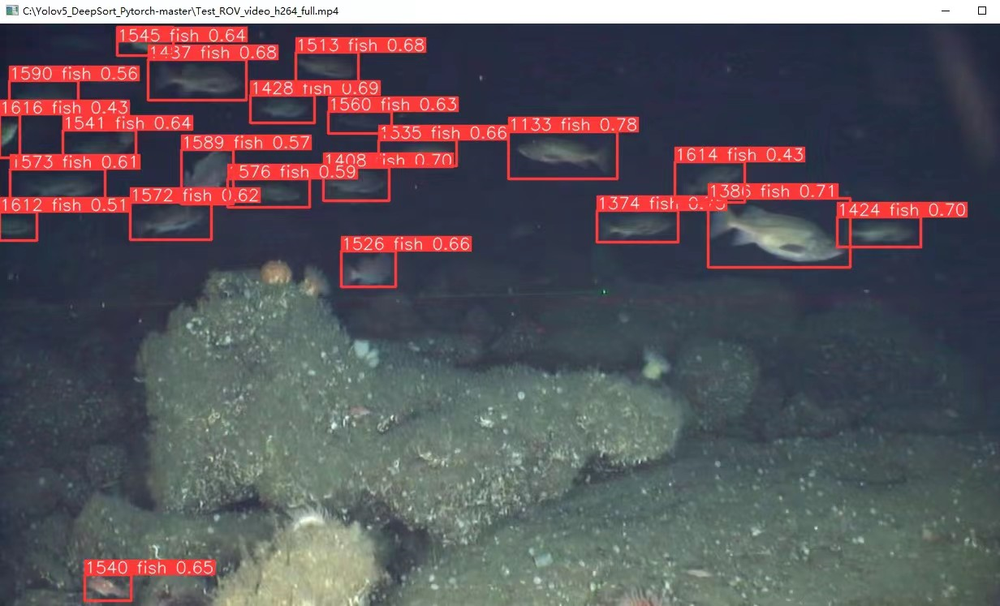 C:\Yolov5_DeepSort_Pytorch-master\Test_ROV_video_h264_full.mp4
1545 fish 0.64
1513 fish 0.68
1437 fish 0.68
1590 fish 0.56
1428 fish 0.69
1560 fish 0.63
1616 fish 0.43
1541 fish 0.64
1133 fish 0.78
1535 fish 0.66
1589 fish 0.57
1614 fish 0.43
1573 fish 0.61
1408 fish 0.70
576 fish 0.59
1386 fish 0.71
1572 fish 0.62
1612 fish 0.51
1374 fish
1424 fish 0.70
1526 fish 0.66
1540 fish 0.65